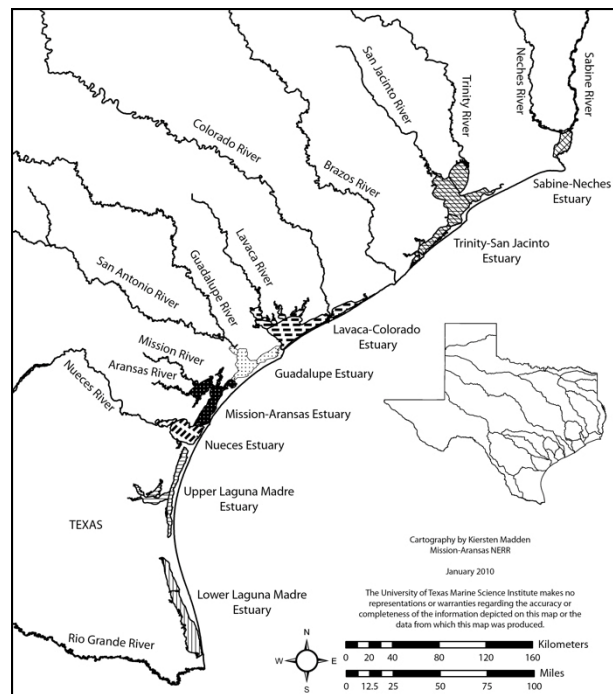 San Jacinto River
Trinity River
Neches River
Sabine River
Colorado River
Brazos River
Sabine-Neches
Estuary
Lavaca River
Trinity-San Jacinto
Estuary
Guadalupe River
San Antonio River
Lavaca-Colorado
Estuary
Mission River
Guadalupe Estuary
Aransas River
Nueces River
Mission-Aransas Estuary
Nueces Estuary
Upper Laguna Madre
Estuary
TEXAS
Cartography by Kiersten Madden
Mission-Aransas NERR
January 2010
Lower Laguna Madre
Estuary
The University of Texas Marine Science Institute makes no
representations or warranties regarding the accuracy or
completeness of the information depicted on this map or the
data from which this map was produced.
Rio Grande River
N
W E
S
Kilometers
0 20 40 80 120 160
Miles
0 12.5 25 50 75 100